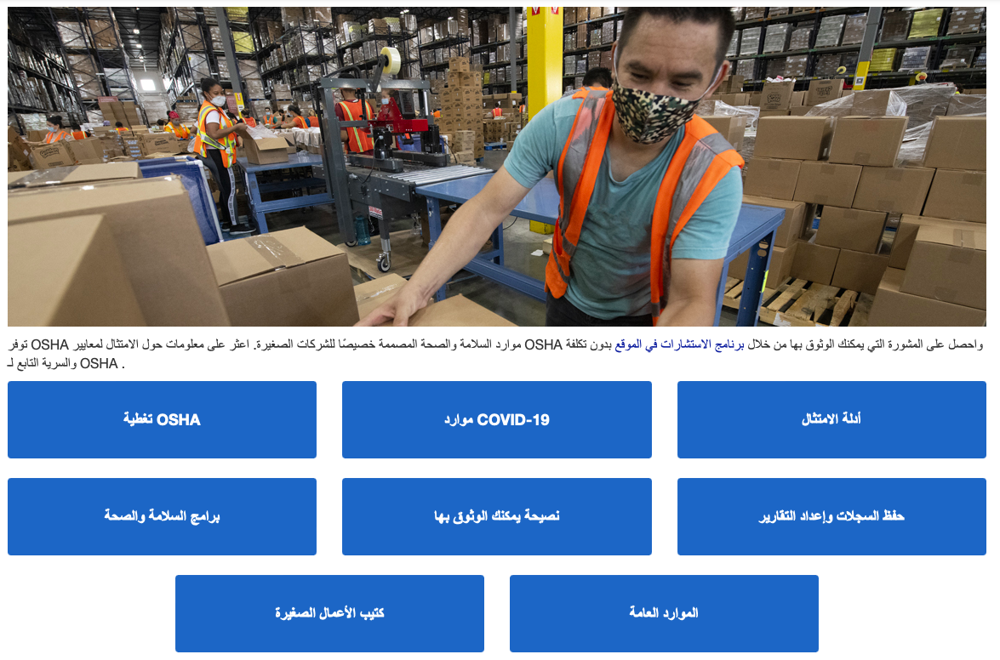 توفر OSHA موارد السلامة والصحة المصممة خصيصًا للشركات الصغيرة. اعثر على معلومات حول الامتثال لمعايير OSHA واحصل على المشورة التي يمكنك الوثوق بها من خلال برنامج الاستشارات في الموقع بدون تكلفة
والسرية التابع لـ OSHA .
تغطية OSHA
موارد COVID-19
أدلة الامتثال
برامج السلامة والصحة
نصيحة يمكنك الوثوق بها
حفظ السجلات وإعداد التقارير
كتيب الأعمال الصغيرة
الموارد العامة